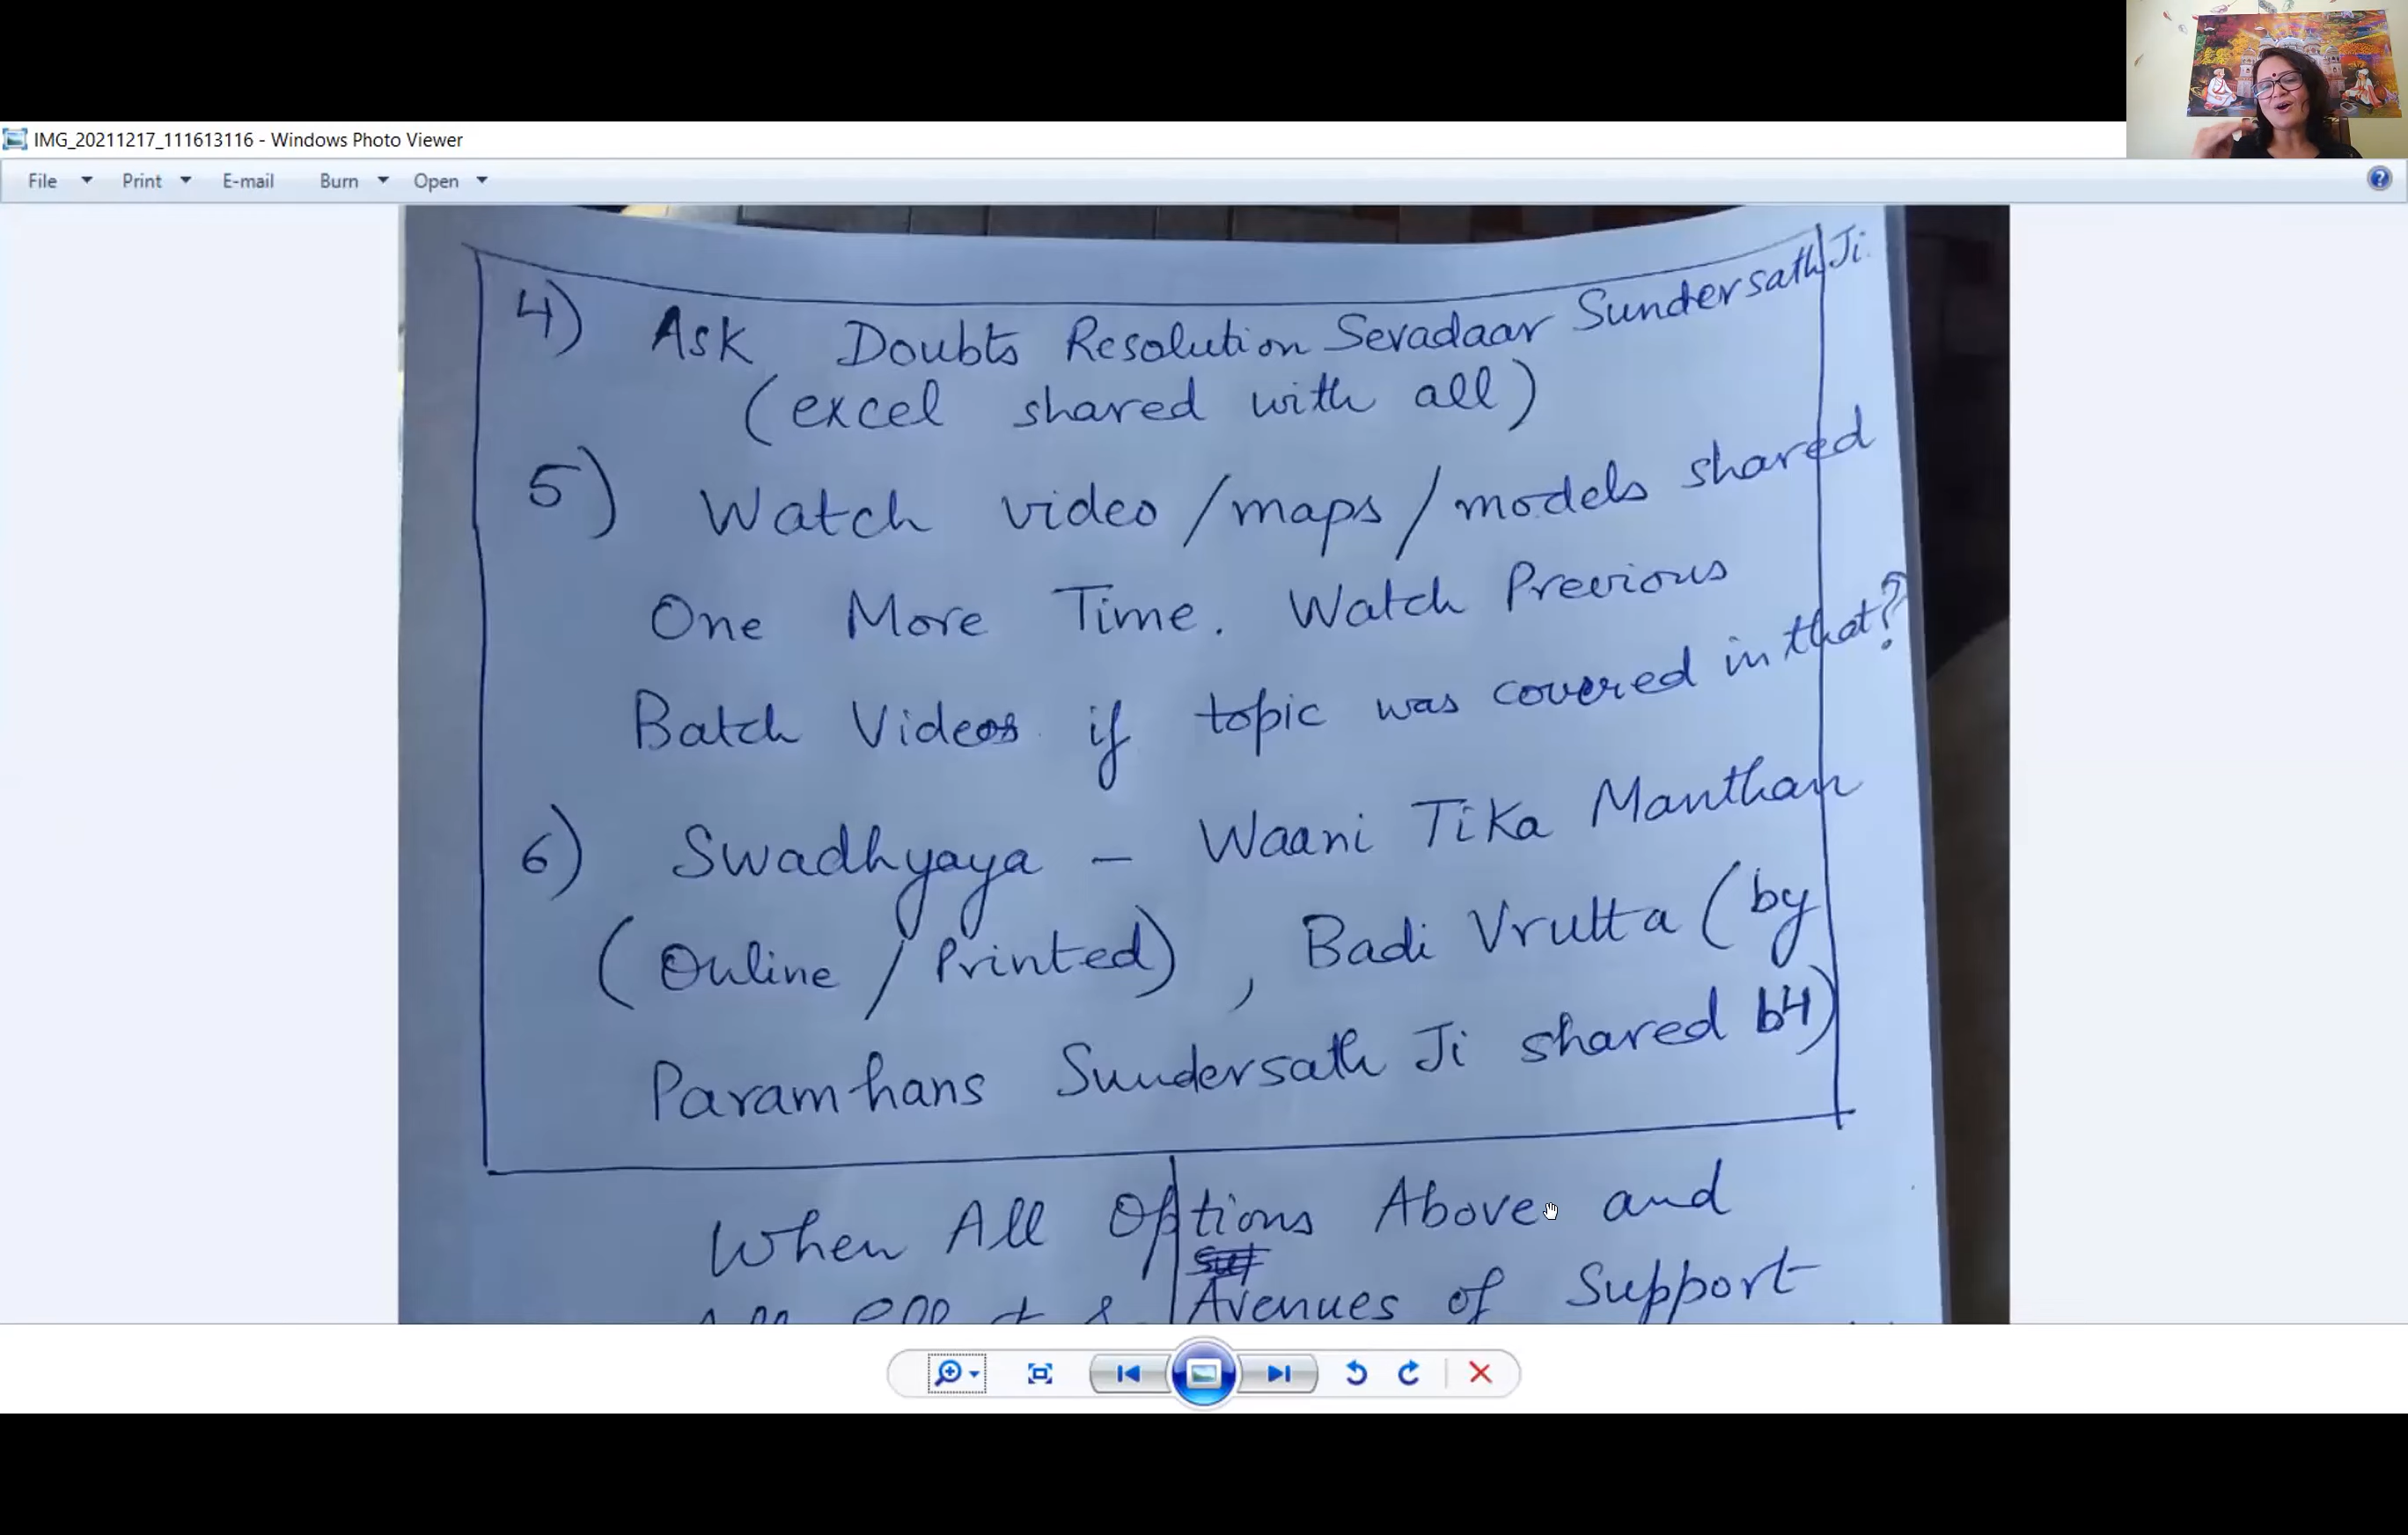 IMG_20211217_111613116 - Windows Photo Viewer
File Print E-mail Burn Open
4) Ask Doubts Resolution Sevadaar Sundersath Ji.
(excel shared with all)
5) Watch video/maps/models shared
One More Time. Watch Previous
Batch Videos if topic was covered in that?
6) Swadhyaya - Waani Tika Manthan
(Online/Printed), Badi Vrutta (by
Paramhans Sundersath Ji shared b4)
When All Options Above and
Avenues of Support